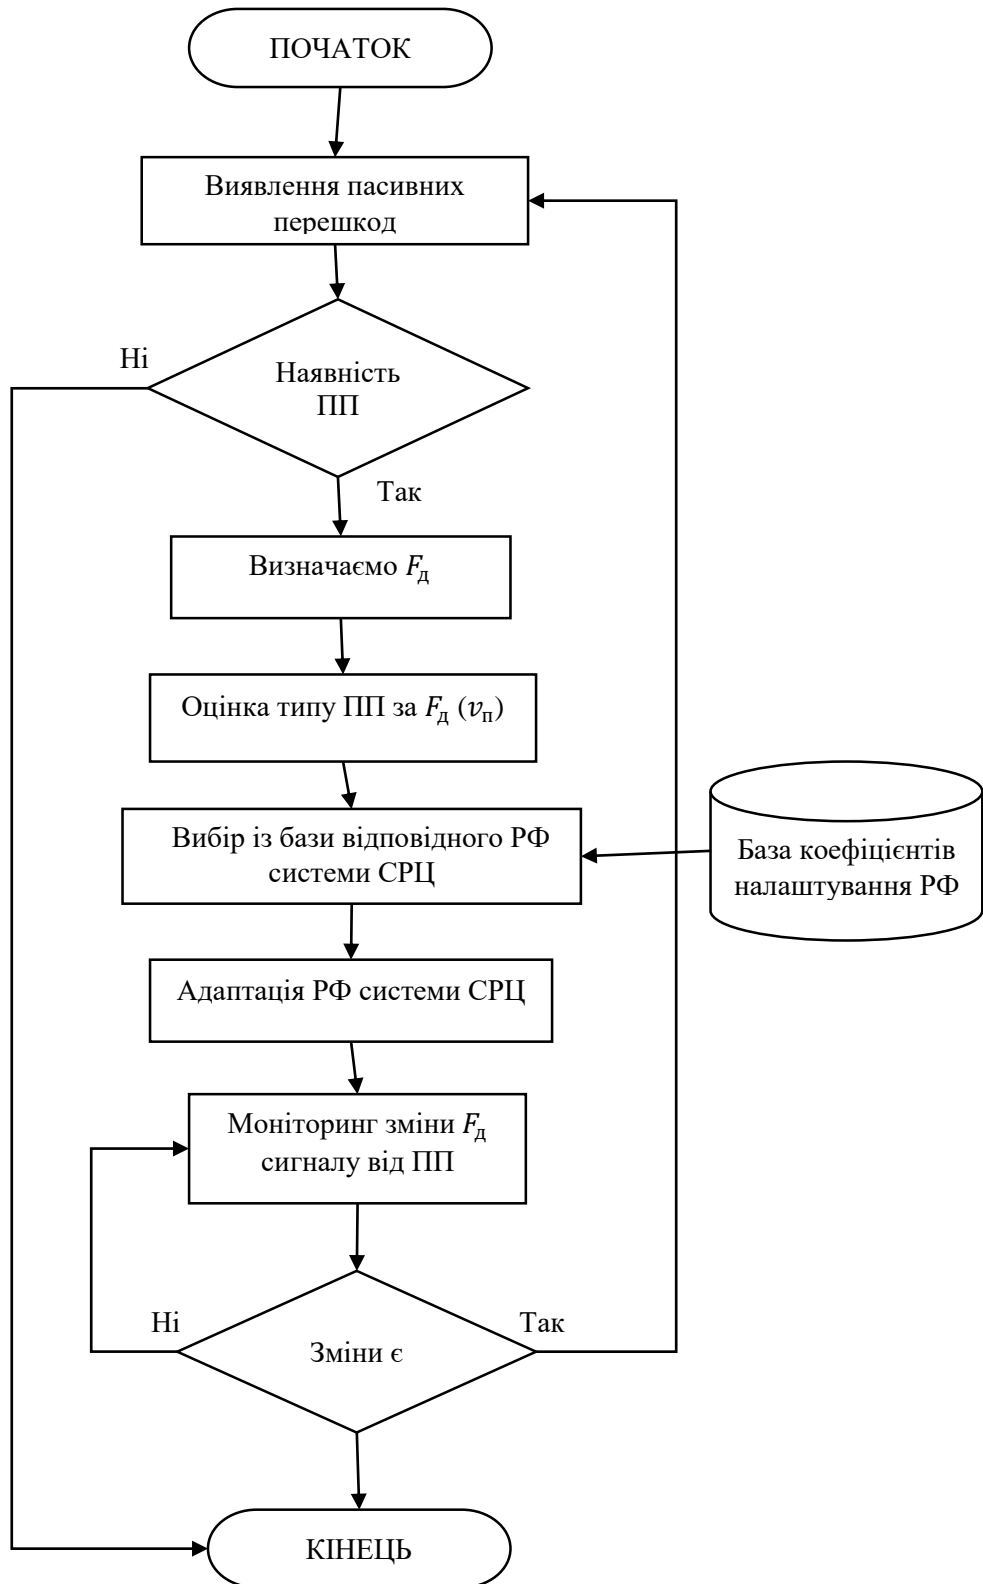 ПОЧАТОК
Виявлення пасивних
перешкод
Ні
Наявність
ПП
Так
Визначаємо Fд
Оцінка типу ПП за Fд (vп)
Вибір із бази відповідного РФ
системи СРЦ
База коефіцієнтів
налаштування РФ
Адаптація РФ системи СРЦ
Моніторинг зміни Fд
сигналу від ПП
Ні
Так
Зміни є
КІНЕЦЬ